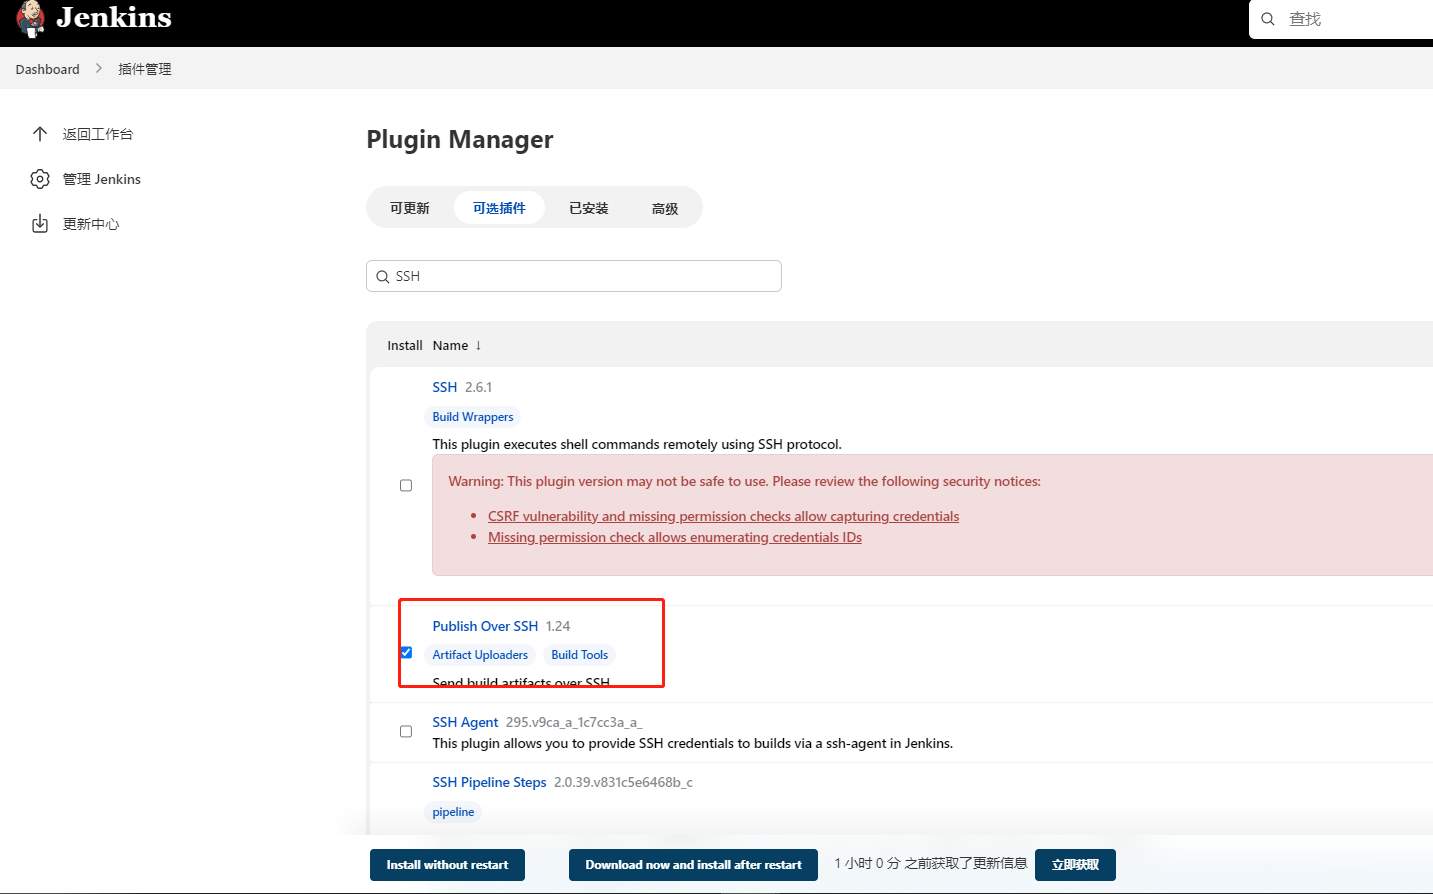 Jenkins
查找
Dashboard > 插件管理
返回工作台
管理 Jenkins
更新中心
Plugin Manager
可更新 可选插件 已安装 高级
SSH
Install Name ↓
SSH 2.6.1
Build Wrappers
This plugin executes shell commands remotely using SSH protocol.
Warning: This plugin version may not be safe to use. Please review the following security notices:
• CSRF vulnerability and missing permission checks allow capturing credentials
• Missing permission check allows enumerating credentials IDs
Publish Over SSH 1.24
Artifact Uploaders Build Tools
Send build artifacts over SSH
SSH Agent 295.v9ca_a_1c7cc3a_a_
This plugin allows you to provide SSH credentials to builds via a ssh-agent in Jenkins.
SSH Pipeline Steps 2.0.39.v831c5e6468b_c
pipeline
Install without restart Download now and install after restart 1 小时 0 分 之前获取了更新信息 立即获取